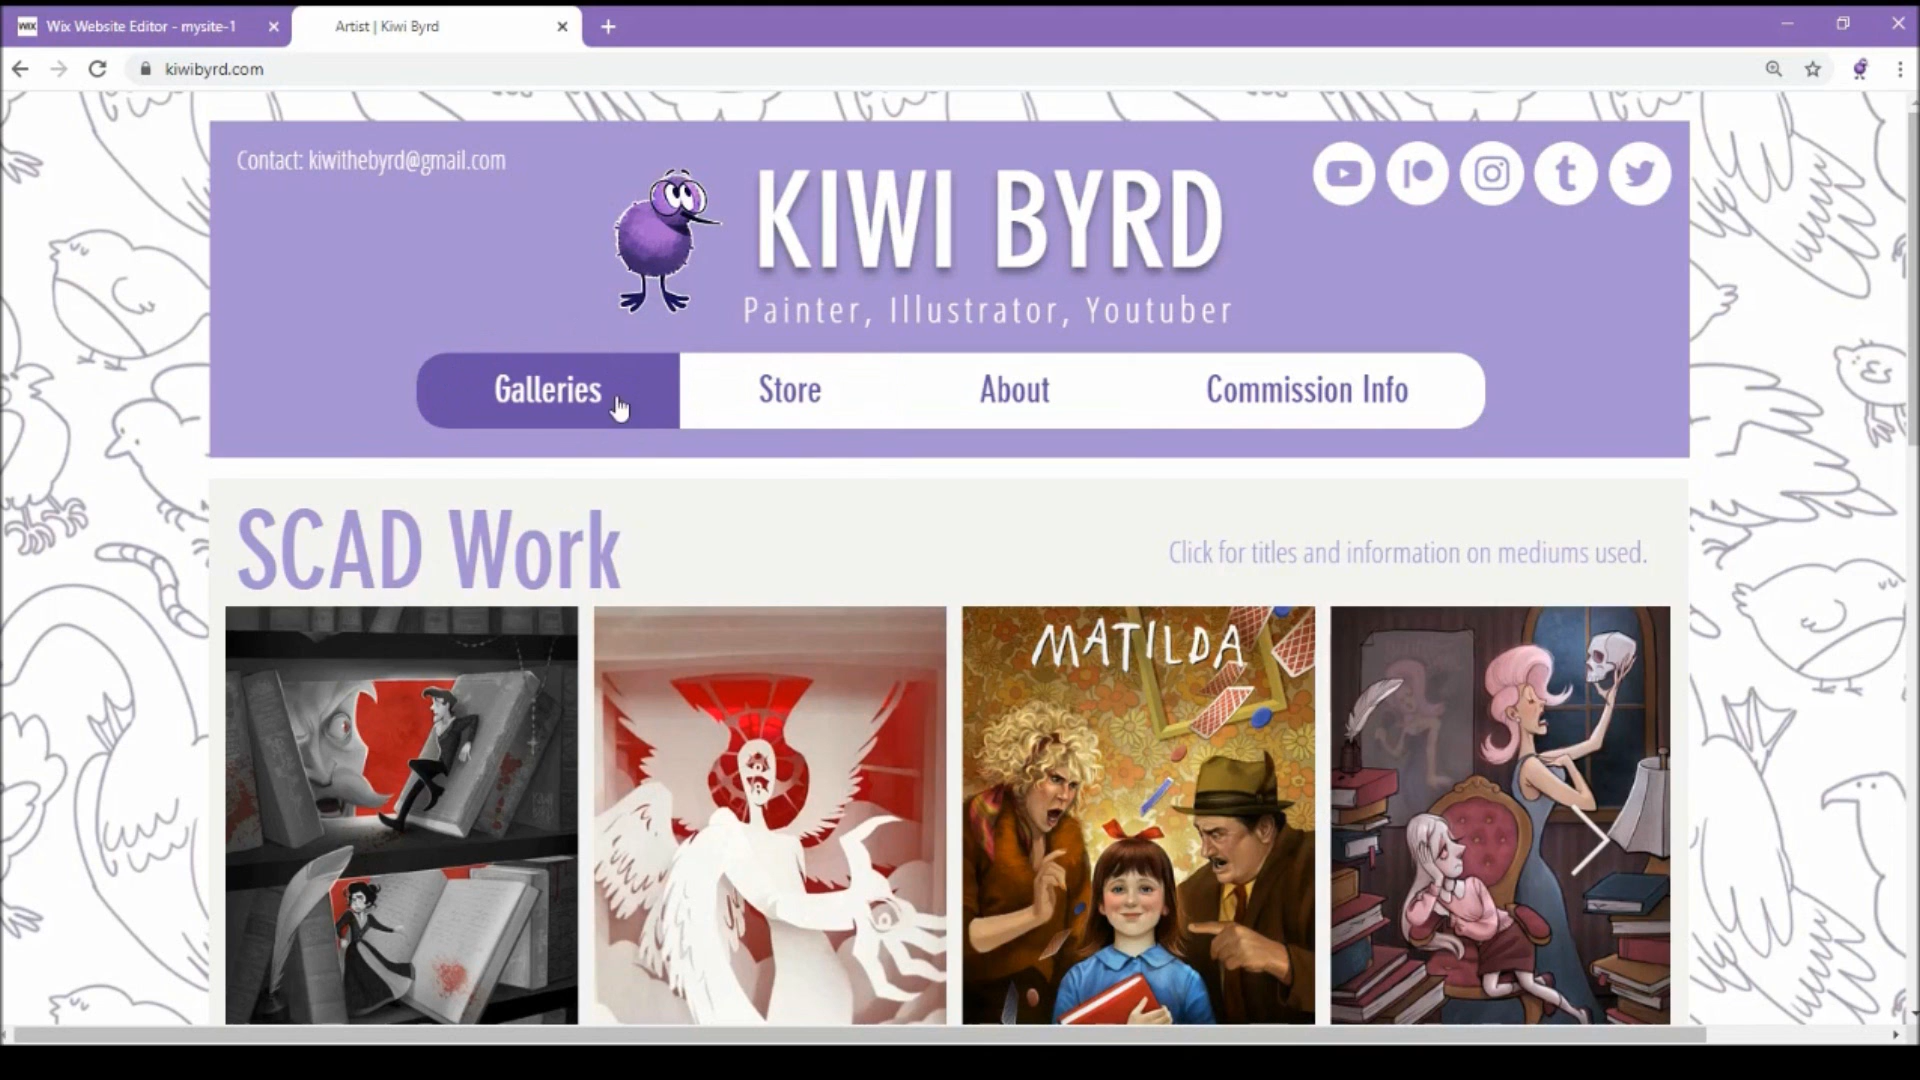 WIX Wix Website Editor - mysite-1
Artist | Kiwi Byrd
kiwibyrd.com
Contact: kiwithebyrd@gmail.com
KIWI BYRD
Painter, Illustrator, Youtuber
Galleries
Store
About
Commission Info
SCAD Work
Click for titles and information on mediums used.
MATILDA